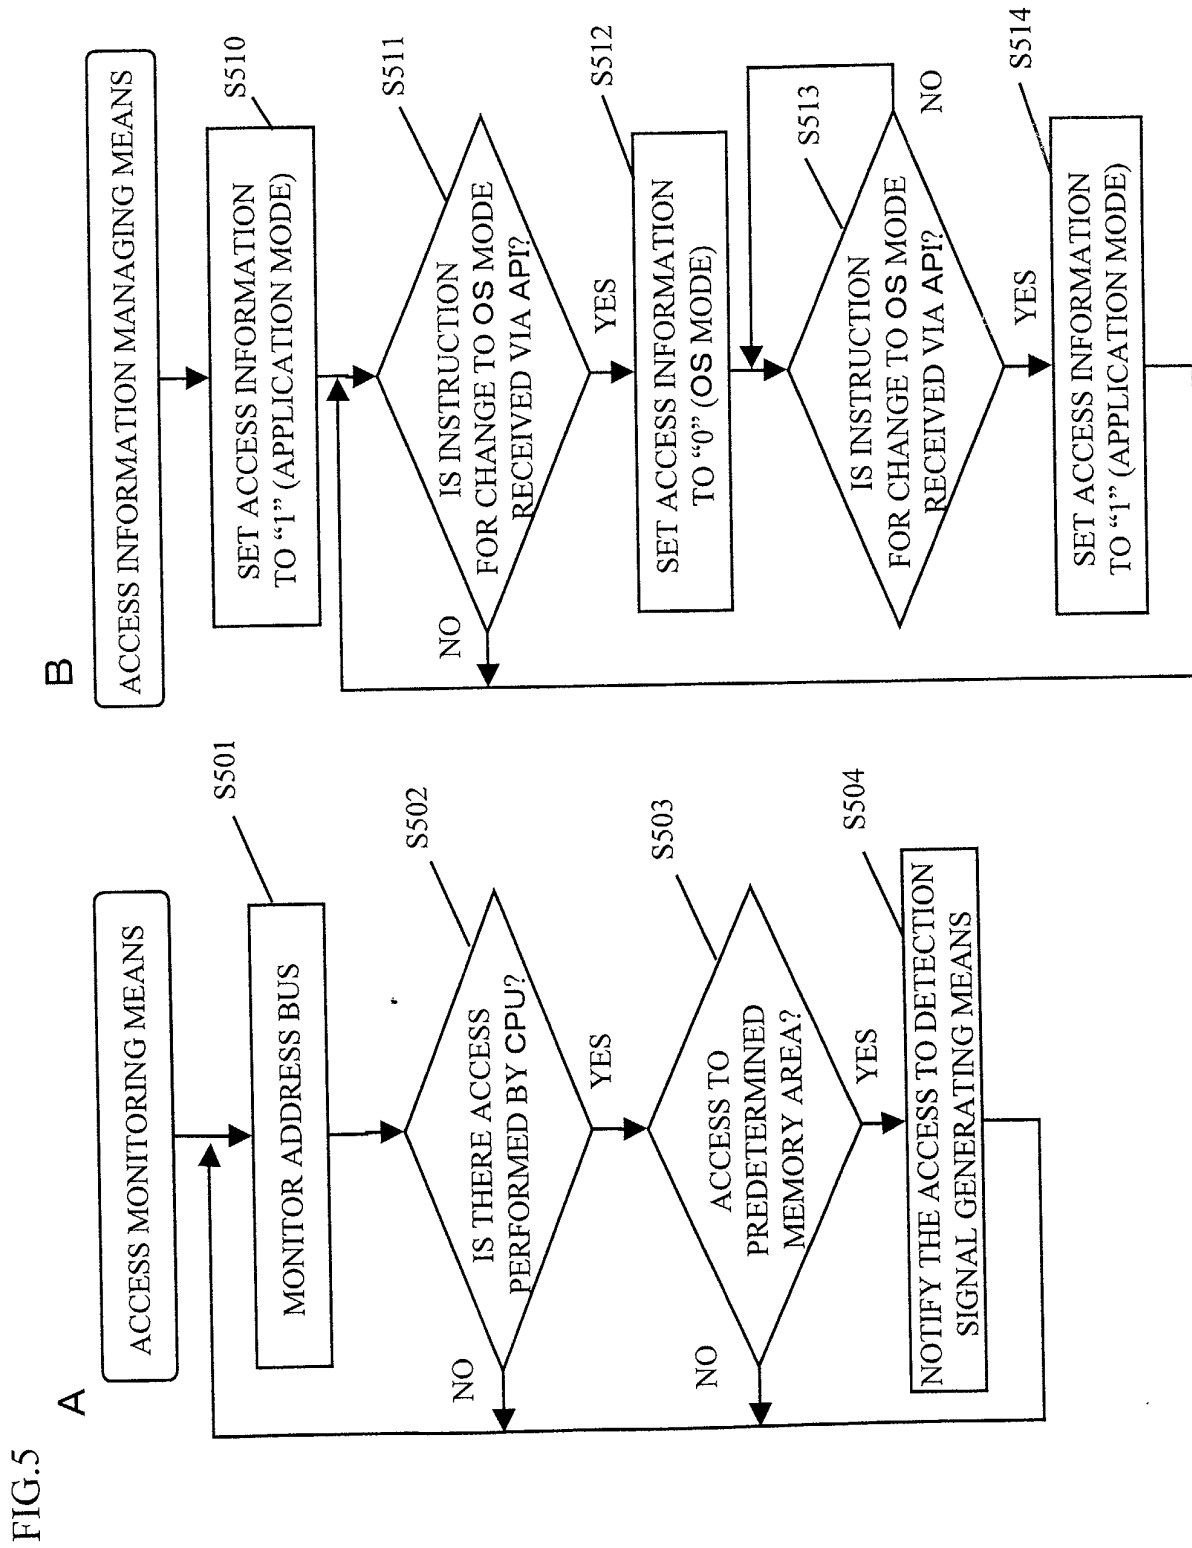 FIG.5
A
ACCESS MONITORING MEANS
S501
MONITOR ADDRESS BUS
S502
IS THERE ACCESS
PERFORMED BY CPU?
NO
YES
S503
ACCESS TO
PREDETERMINED
MEMORY AREA?
NO
YES
S504
NOTIFY THE ACCESS TO DETECTION
SIGNAL GENERATING MEANS
B
ACCESS INFORMATION MANAGING MEANS
S510
SET ACCESS INFORMATION
TO “1” (APPLICATION MODE)
S511
IS INSTRUCTION
FOR CHANGE TO OS MODE
RECEIVED VIA API?
NO
YES
S512
SET ACCESS INFORMATION
TO “0” (OS MODE)
S513
IS INSTRUCTION
FOR CHANGE TO OS MODE
RECEIVED VIA API?
NO
YES
S514
SET ACCESS INFORMATION
TO “1” (APPLICATION MODE)